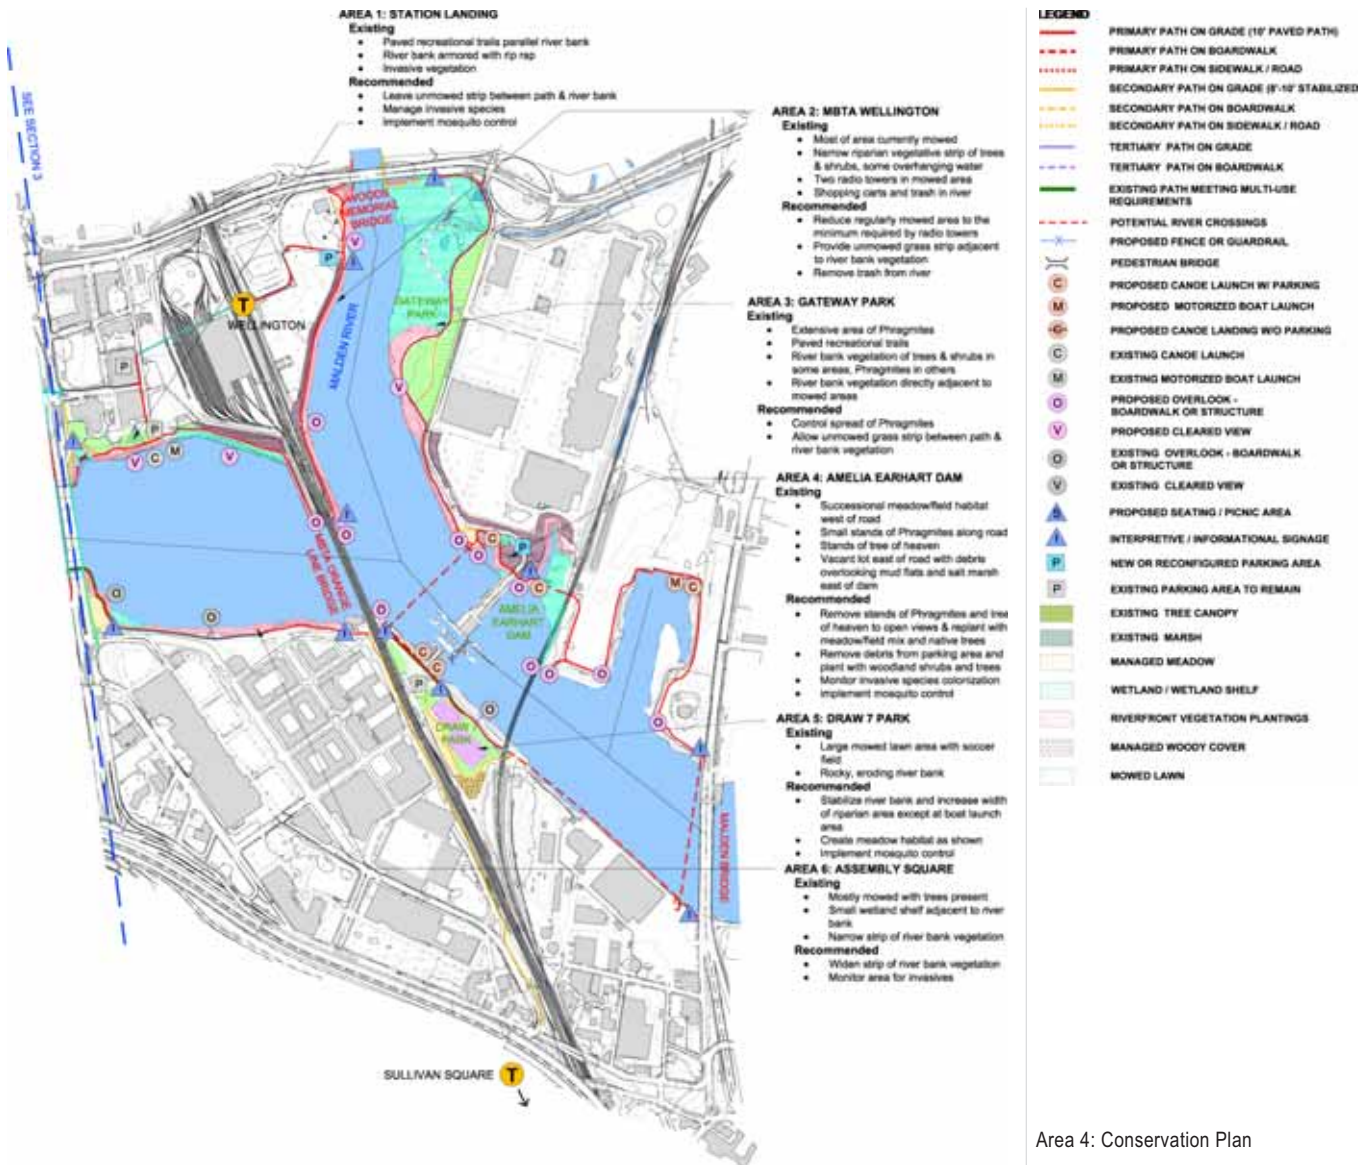 AREA 1: STATION LANDING
Existing
• Paved recreational trails parallel river bank
• River bank armored with rip rap
• Invasive vegetation
Recommended
• Leave unmowed strip between path & river bank
• Manage invasive species
• Implement mosquito control
AREA 2: MBTA WELLINGTON
Existing
• Most of area currently mowed
• Narrow riparian vegetative strip of trees
& shrubs, some overhanging water
• Two radio towers in mowed area
• Shopping carts and trash in river
Recommended
• Reduce regularly mowed area to the
minimum required by radio towers
• Provide unmowed grass strip adjacent
to river bank vegetation
• Remove trash from river
AREA 3: GATEWAY PARK
Existing
• Extensive area of Phragmites
• Paved recreational trails
• River bank vegetation of trees & shrubs in
some areas, Phragmites in others
• River bank vegetation directly adjacent to
mowed areas
Recommended
• Control spread of Phragmites
• Allow unmowed grass strip between path &
river bank vegetation
AREA 4: AMELIA EARHART DAM
Existing
• Successional meadow/field habitat
west of road
• Small stands of Phragmites along road
• Stands of tree of heaven
• Vacant lot east of road with debris
overlooking mud flats and salt marsh
east of dam
Recommended
• Remove stands of Phragmites and tree
of heaven to open views & replant with
meadow/field mix and native trees
• Remove debris from parking area and
plant with woodland shrubs and trees
• Monitor invasive species colonization
• Implement mosquito control
AREA 5: DRAW 7 PARK
Existing
• Large mowed lawn area with soccer
field
• Rocky, eroding river bank
Recommended
• Stabilize river bank and increase width
of riparian area except at boat launch
area
• Create meadow habitat as shown
• Implement mosquito control
AREA 6: ASSEMBLY SQUARE
Existing
• Mostly mowed with trees present
• Small wetland shelf adjacent to river
bank
• Narrow strip of river bank vegetation
Recommended
• Widen strip of river bank vegetation
• Monitor area for invasives
SEE SECTION 3
WOODS
MEMORIAL
BRIDGE
GATEWAY
PARK
MALDEN RIVER
T
WELLINGTON
MBTA ORANGE
LINE BRIDGE
AMELIA
EARHART
DAM
DRAW 7
PARK
MALDEN BRIDGE
SULLIVAN SQUARE T
LEGEND
PRIMARY PATH ON GRADE (10' PAVED PATH)
PRIMARY PATH ON BOARDWALK
PRIMARY PATH ON SIDEWALK / ROAD
SECONDARY PATH ON GRADE (8'-10' STABILIZED
SECONDARY PATH ON BOARDWALK
SECONDARY PATH ON SIDEWALK / ROAD
TERTIARY PATH ON GRADE
TERTIARY PATH ON BOARDWALK
EXISTING PATH MEETING MULTI-USE
REQUIREMENTS
POTENTIAL RIVER CROSSINGS
PROPOSED FENCE OR GUARDRAIL
PEDESTRIAN BRIDGE
C PROPOSED CANOE LAUNCH W/ PARKING
M PROPOSED MOTORIZED BOAT LAUNCH
C PROPOSED CANOE LANDING W/O PARKING
C EXISTING CANOE LAUNCH
M EXISTING MOTORIZED BOAT LAUNCH
O PROPOSED OVERLOOK -
BOARDWALK OR STRUCTURE
V PROPOSED CLEARED VIEW
O EXISTING OVERLOOK - BOARDWALK
OR STRUCTURE
V EXISTING CLEARED VIEW
S PROPOSED SEATING / PICNIC AREA
I INTERPRETIVE / INFORMATIONAL SIGNAGE
P NEW OR RECONFIGURED PARKING AREA
P EXISTING PARKING AREA TO REMAIN
EXISTING TREE CANOPY
EXISTING MARSH
MANAGED MEADOW
WETLAND / WETLAND SHELF
RIVERFRONT VEGETATION PLANTINGS
MANAGED WOODY COVER
MOWED LAWN
Area 4: Conservation Plan